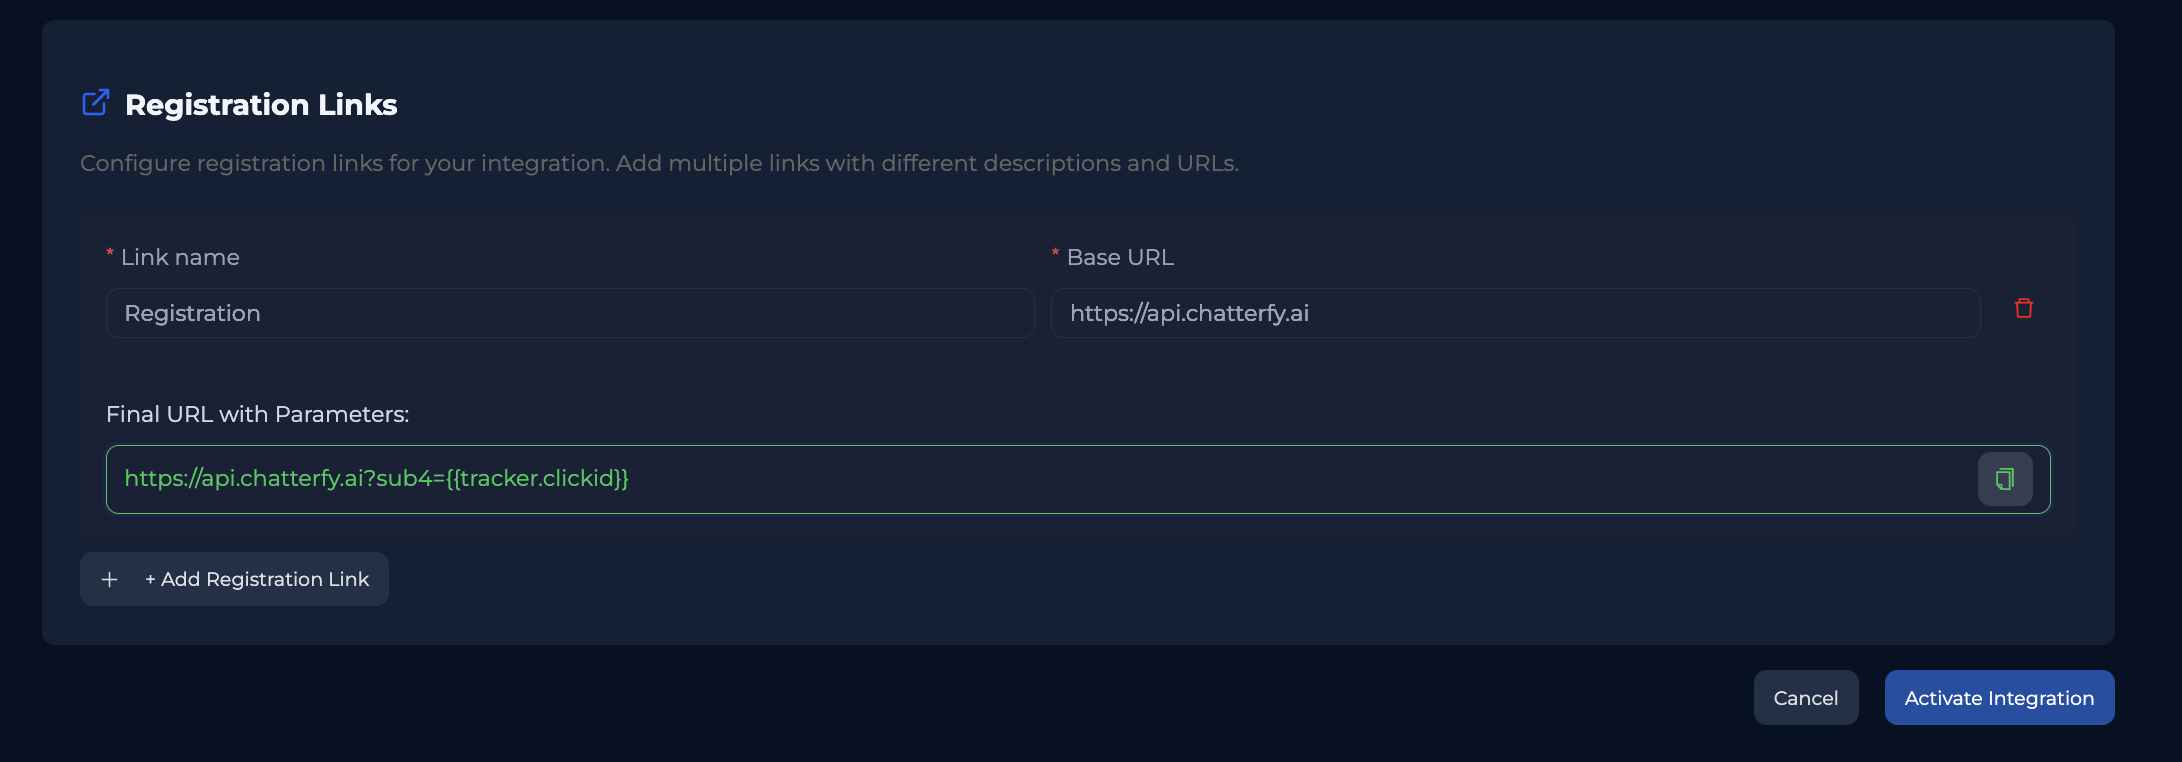 Registration Links
Configure registration links for your integration. Add multiple links with different descriptions and URLs.
* Link name
* Base URL
Registration
https://api.chatterfy.ai
Final URL with Parameters:
https://api.chatterfy.ai?sub4={{tracker.clickid}}
+ Add Registration Link
Cancel
Activate Integration